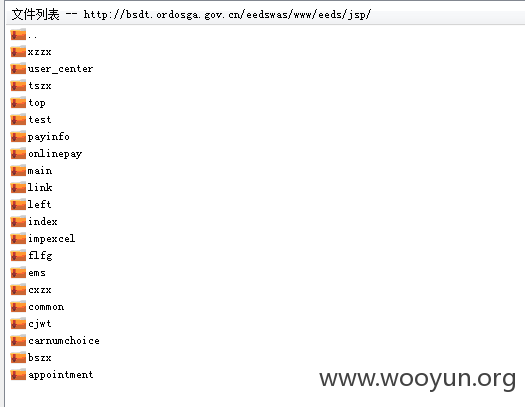 文件列表 -- http://bsdt.ordosga.gov.cn/eedswas/www/eeds/jsp/
..
xzzx
user_center
tszx
top
test
payinfo
onlinepay
main
link
left
index
impexcel
flfg
ems
cxzx
common
cjwt
carnumchoice
bszx
appointment
www.wooyun.org